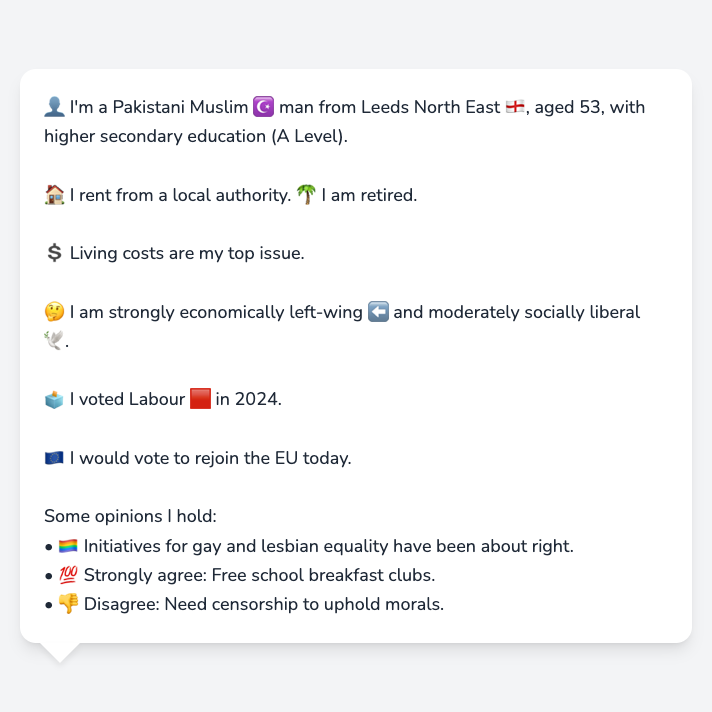 👤 I'm a Pakistani Muslim ☪️ man from Leeds North East 🏴󠁧󠁢󠁥󠁮󠁧󠁿, aged 53, with
higher secondary education (A Level).
🏠 I rent from a local authority. 🌴 I am retired.
💲 Living costs are my top issue.
🤔 I am strongly economically left-wing ⬅️ and moderately socially liberal
🕊️.
🗳️ I voted Labour 🟥 in 2024.
🇪🇺 I would vote to rejoin the EU today.
Some opinions I hold:
• 🏳️‍🌈 Initiatives for gay and lesbian equality have been about right.
• 💯 Strongly agree: Free school breakfast clubs.
• 👎 Disagree: Need censorship to uphold morals.